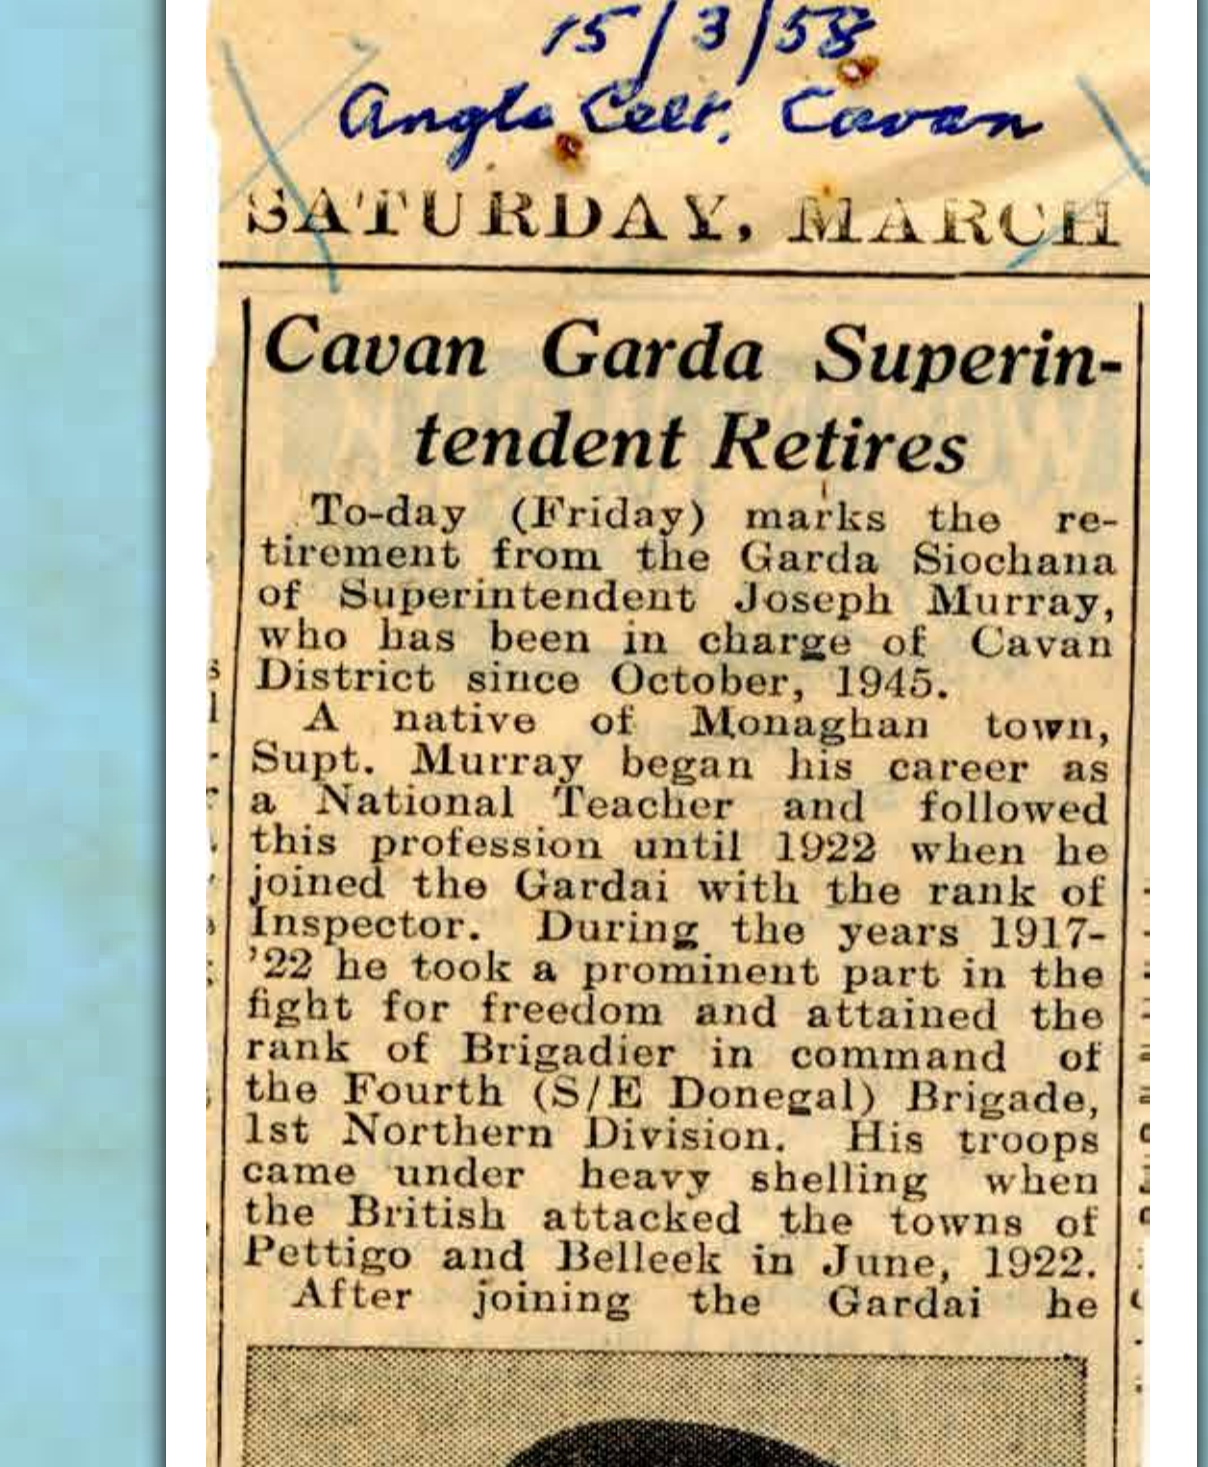 15/3/58
Anglo Celt, Cavan
SATURDAY, MARCH
Cavan Garda Superin-
tendent Retires
To-day (Friday) marks the re-
tirement from the Garda Siochana
of Superintendent Joseph Murray,
who has been in charge of Cavan
District since October, 1945.
A native of Monaghan town,
Supt. Murray began his career as
a National Teacher and followed
this profession until 1922 when he
joined the Gardai with the rank of
Inspector. During the years 1917-
'22 he took a prominent part in the
fight for freedom and attained the
rank of Brigadier in command of
the Fourth (S/E Donegal) Brigade,
1st Northern Division. His troops
came under heavy shelling when
the British attacked the towns of
Pettigo and Belleek in June, 1922.
After joining the Gardai he